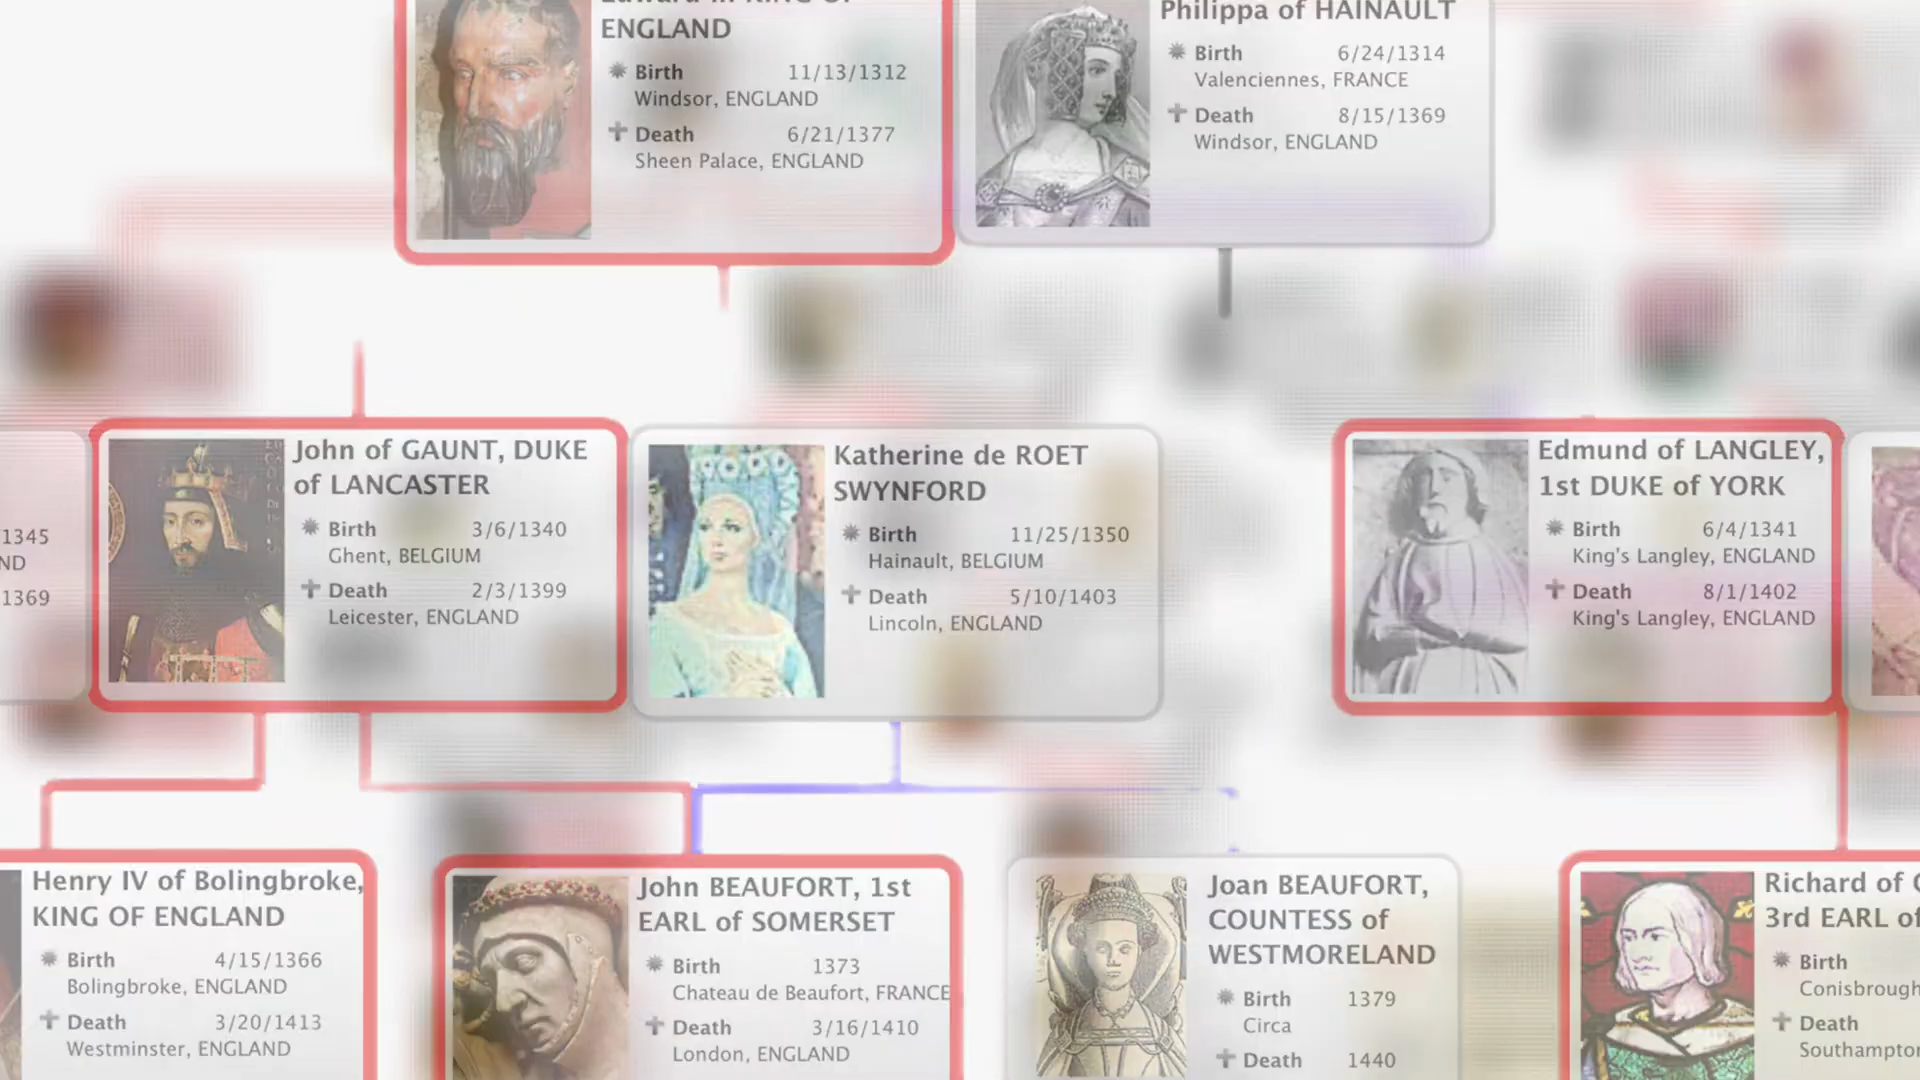 Edward III KING OF
ENGLAND
Birth 11/13/1312
Windsor, ENGLAND
Death 6/21/1377
Sheen Palace, ENGLAND
Philippa of HAINAULT
Birth 6/24/1314
Valenciennes, FRANCE
Death 8/15/1369
Windsor, ENGLAND
1345
ND
1369
John of GAUNT, DUKE
of LANCASTER
Birth 3/6/1340
Ghent, BELGIUM
Death 2/3/1399
Leicester, ENGLAND
Katherine de ROET
SWYNFORD
Birth 11/25/1350
Hainault, BELGIUM
Death 5/10/1403
Lincoln, ENGLAND
Edmund of LANGLEY,
1st DUKE of YORK
Birth 6/4/1341
King's Langley, ENGLAND
Death 8/1/1402
King's Langley, ENGLAND
Henry IV of Bolingbroke,
KING OF ENGLAND
Birth 4/15/1366
Bolingbroke, ENGLAND
Death 3/20/1413
Westminster, ENGLAND
John BEAUFORT, 1st
EARL of SOMERSET
Birth 1373
Chateau de Beaufort, FRANCE
Death 3/16/1410
London, ENGLAND
Joan BEAUFORT,
COUNTESS of
WESTMORELAND
Birth 1379
Circa
Death 1440
Richard of
3rd EARL of
Birth
Conisbrough
Death
Southampton